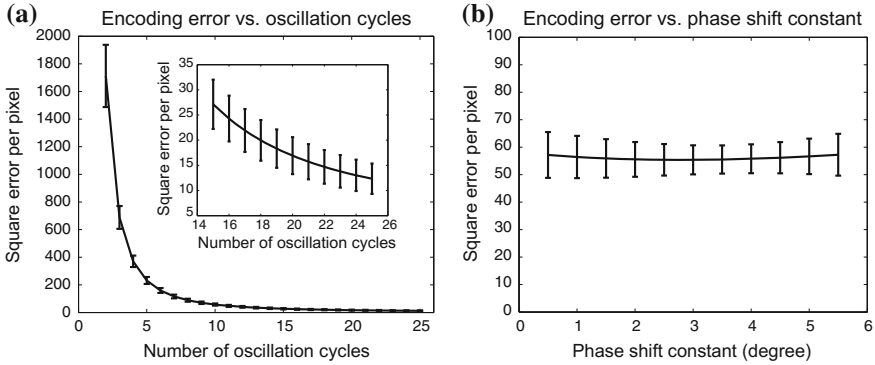 (a) Encoding error vs. oscillation cycles
Square error per pixel
2000
1800
1600
1400
1200
1000
800
600
400
200
0
0 5 10 15 20 25
Number of oscillation cycles
Square error per pixel
35
30
25
20
15
10
5
14 16 18 20 22 24 26
Number of oscillation cycles
(b) Encoding error vs. phase shift constant
Square error per pixel
100
90
80
70
60
50
40
30
20
10
0
0 1 2 3 4 5 6
Phase shift constant (degree)